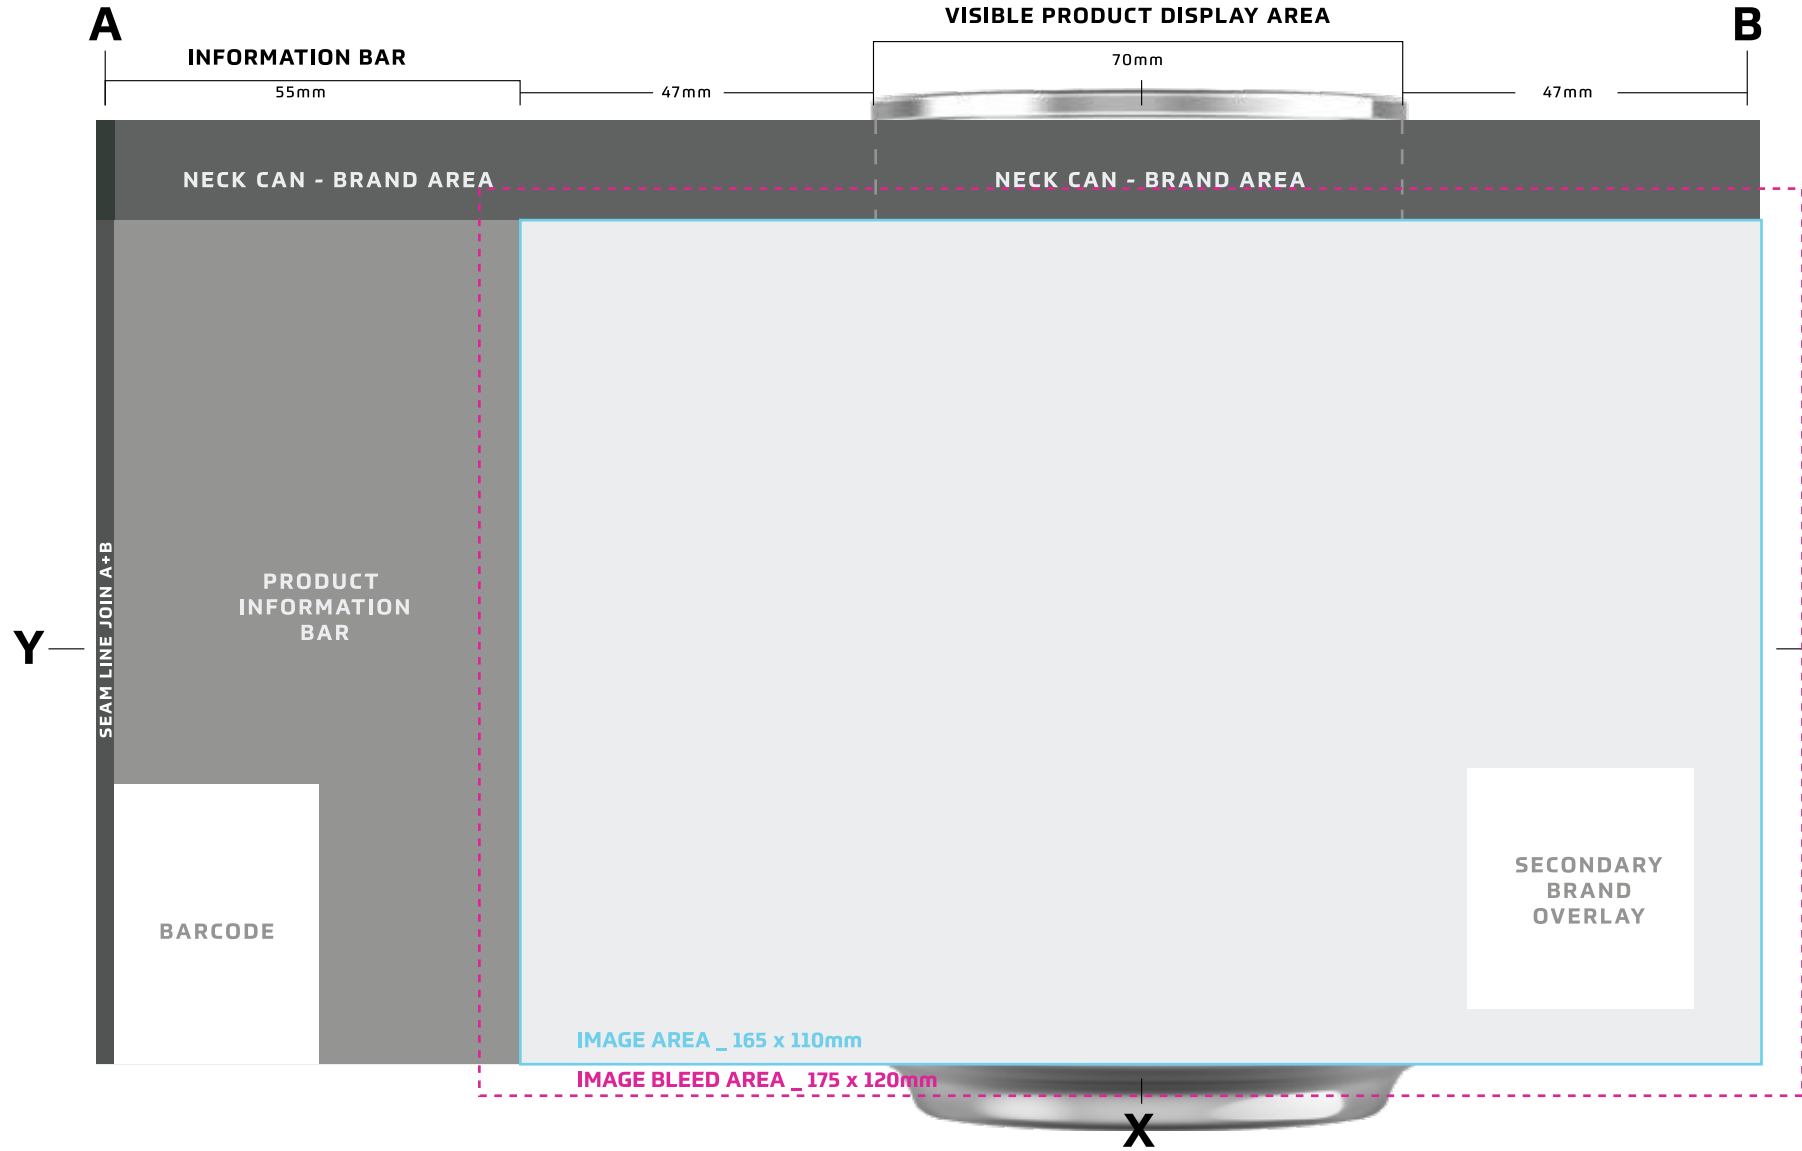 A
VISIBLE PRODUCT DISPLAY AREA
B
INFORMATION BAR
70mm
55mm
47mm
47mm
NECK CAN - BRAND AREA
NECK CAN - BRAND AREA
SEAM LINE JOIN A+B
PRODUCT
INFORMATION
BAR
Y
SECONDARY
BRAND
OVERLAY
BARCODE
IMAGE AREA _ 165 x 110mm
IMAGE BLEED AREA _ 175 x 120mm
X